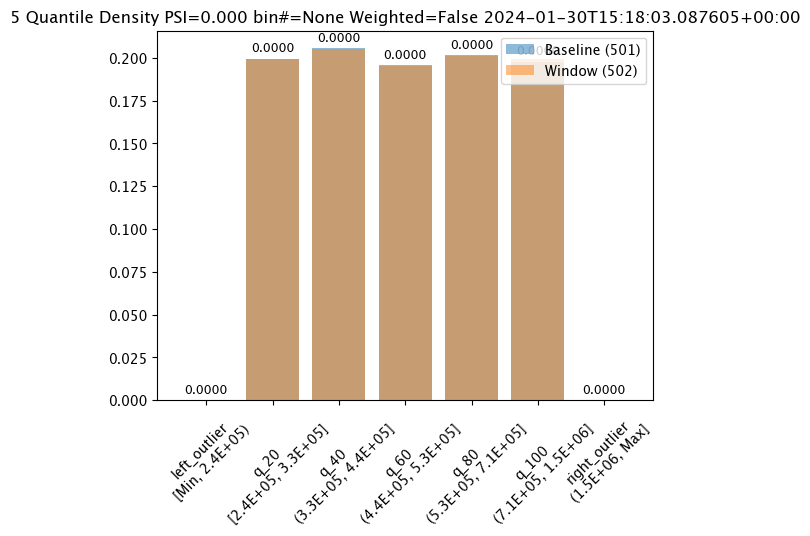 5 Quantile Density PSI=0.000 bin#=None Weighted=False 2024-01-30T15:18:03.087605+00:00
0.200
0.175
0.150
0.125
0.100
0.075
0.050
0.025
0.000
0.0000
0.0000
0.0000
0.0000
0.0000
0.0000
0.0000
Baseline (501)
Window (502)
left_outlier
[Min, 2.4E+05)
q_20
[2.4E+05, 3.3E+05]
q_40
(3.3E+05, 4.4E+05]
q_60
(4.4E+05, 5.3E+05]
q_80
(5.3E+05, 7.1E+05]
q_100
(7.1E+05, 1.5E+06]
right_outlier
(1.5E+06, Max]